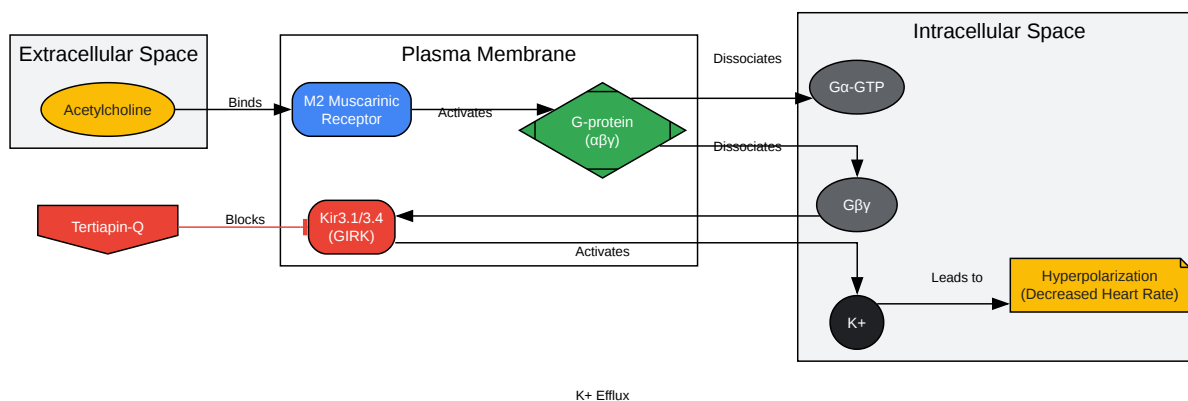 Extracellular Space
Acetylcholine
Binds
Plasma Membrane
M2 Muscarinic
Receptor
Activates
G-protein
(αβγ)
Dissociates
Dissociates
Intracellular Space
Gα-GTP
Gβγ
Tertiapin-Q
Blocks
Kir3.1/3.4
(GIRK)
Activates
K+
Leads to
Hyperpolarization
(Decreased Heart Rate)
K+ Efflux